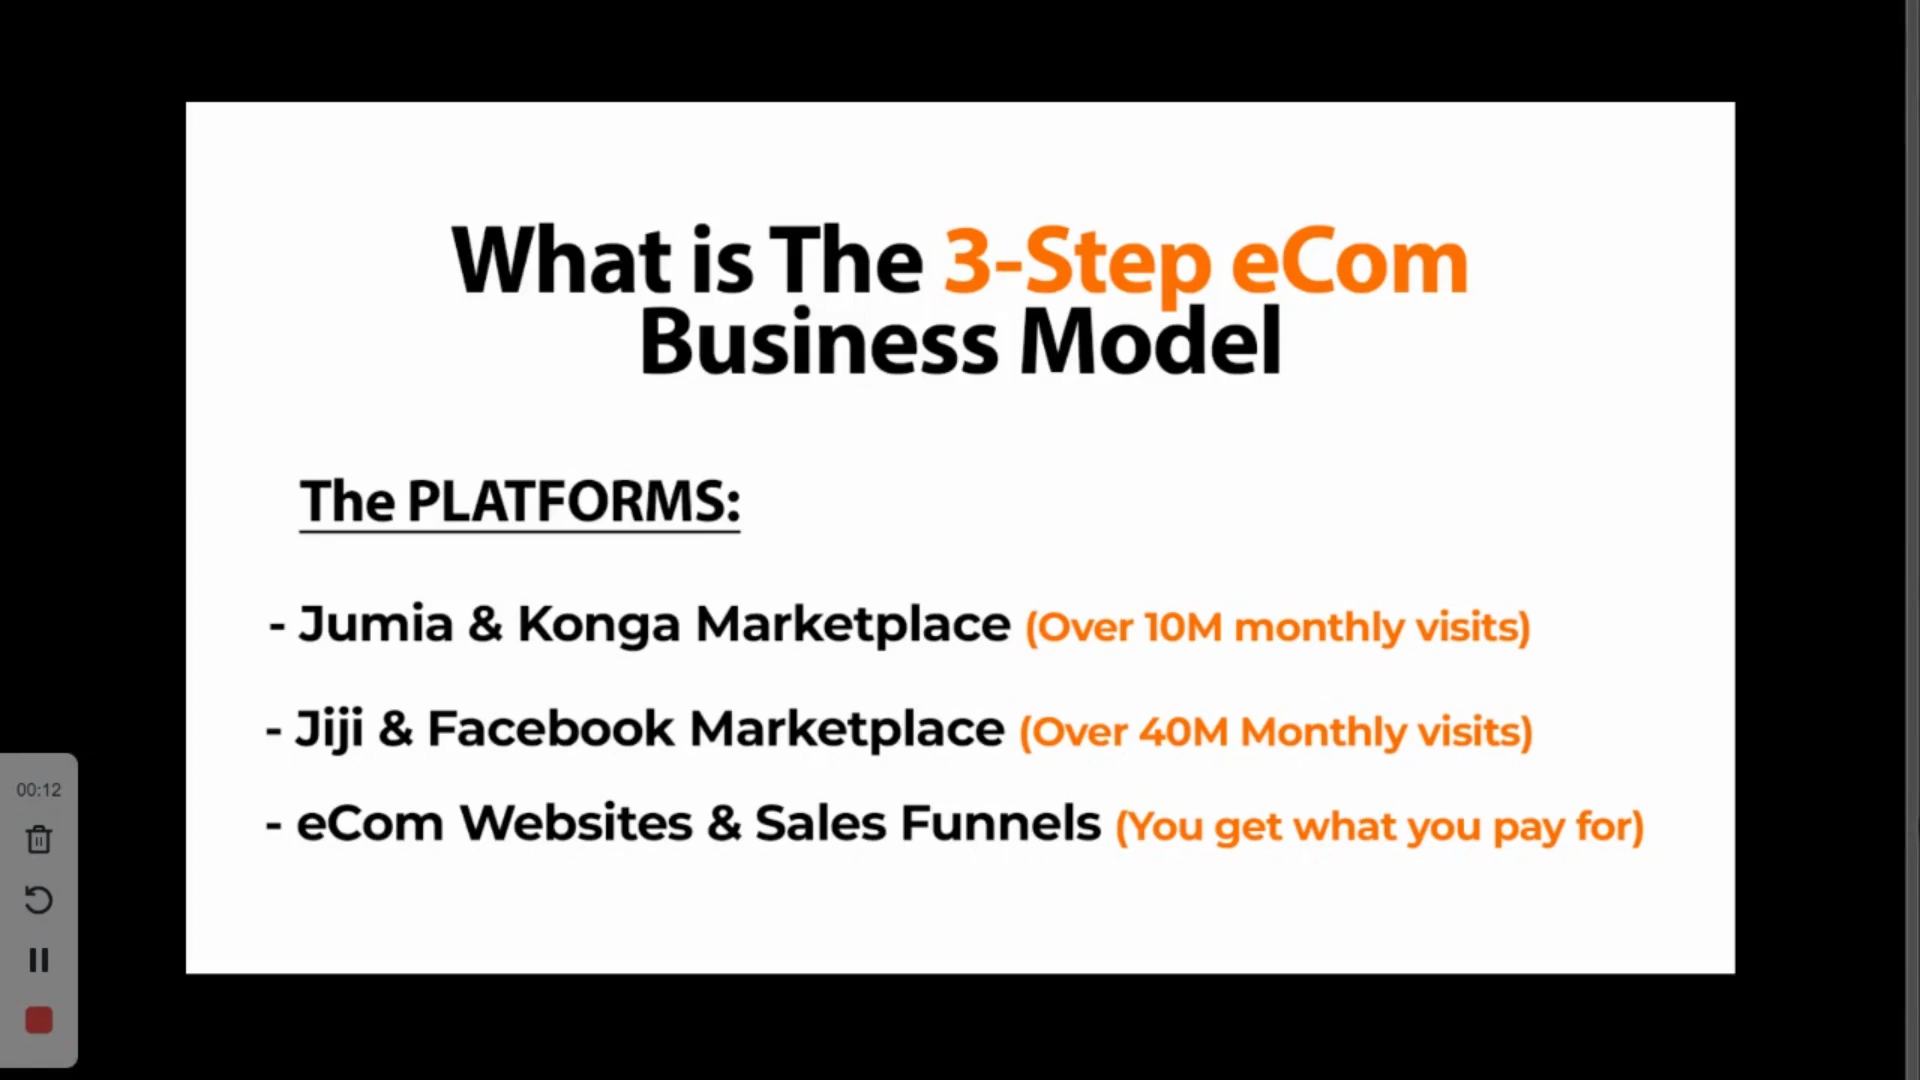 What is The 3-Step eCom
Business Model
The PLATFORMS:
- Jumia & Konga Marketplace (Over 10M monthly visits)
- Jiji & Facebook Marketplace (Over 40M Monthly visits)
- eCom Websites & Sales Funnels (You get what you pay for)
00:12